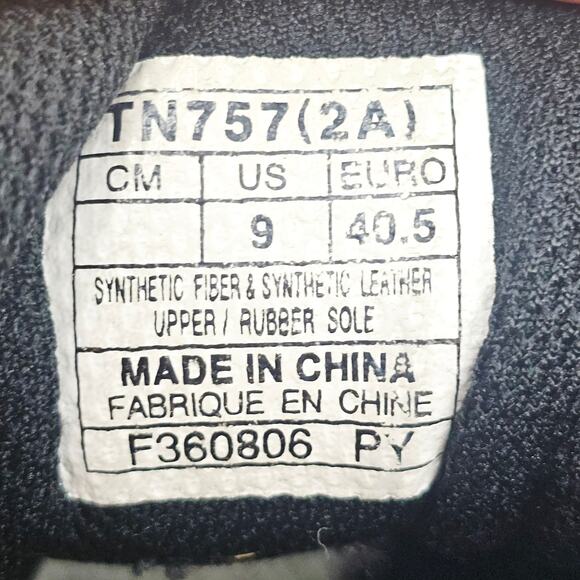 TN757(2A)
CM US EURO
9 40.5
SYNTHETIC FIBER & SYNTHETIC LEATHER
UPPER / RUBBER SOLE
MADE IN CHINA
FABRIQUE EN CHINE
F360806 PY